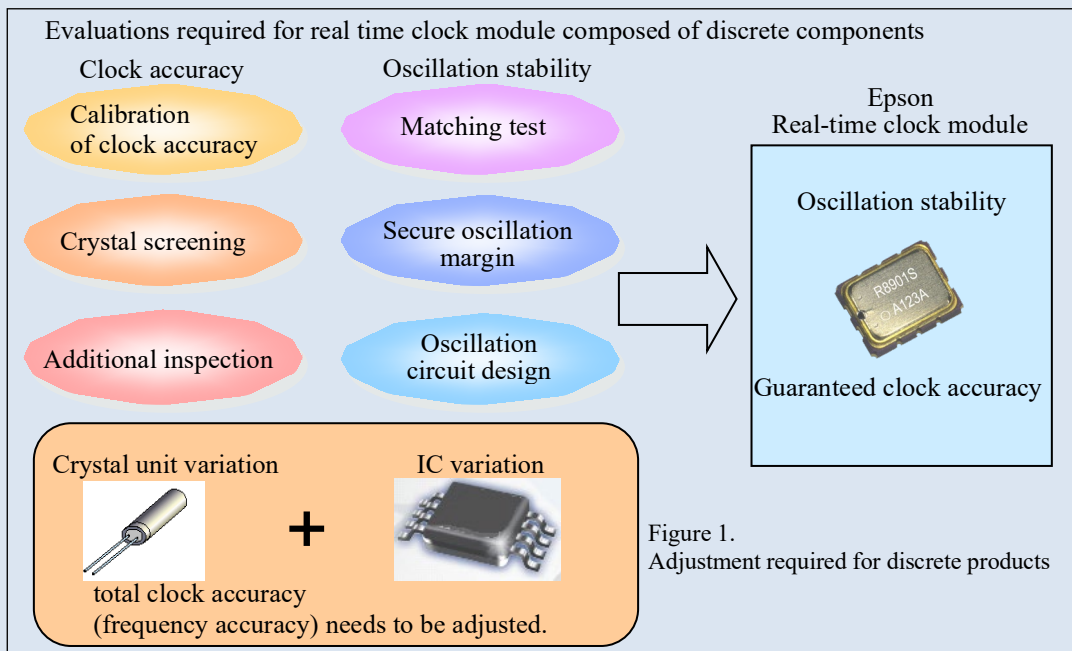 Evaluations required for real time clock module composed of discrete components
Clock accuracy
Calibration
of clock accuracy
Crystal screening
Additional inspection
Oscillation stability
Matching test
Secure oscillation
margin
Oscillation
circuit design
Epson
Real-time clock module
Oscillation stability
R8901S
A123A
Guaranteed clock accuracy
Crystal unit variation
+
IC variation
total clock accuracy
(frequency accuracy) needs to be adjusted.
Figure 1.
Adjustment required for discrete products